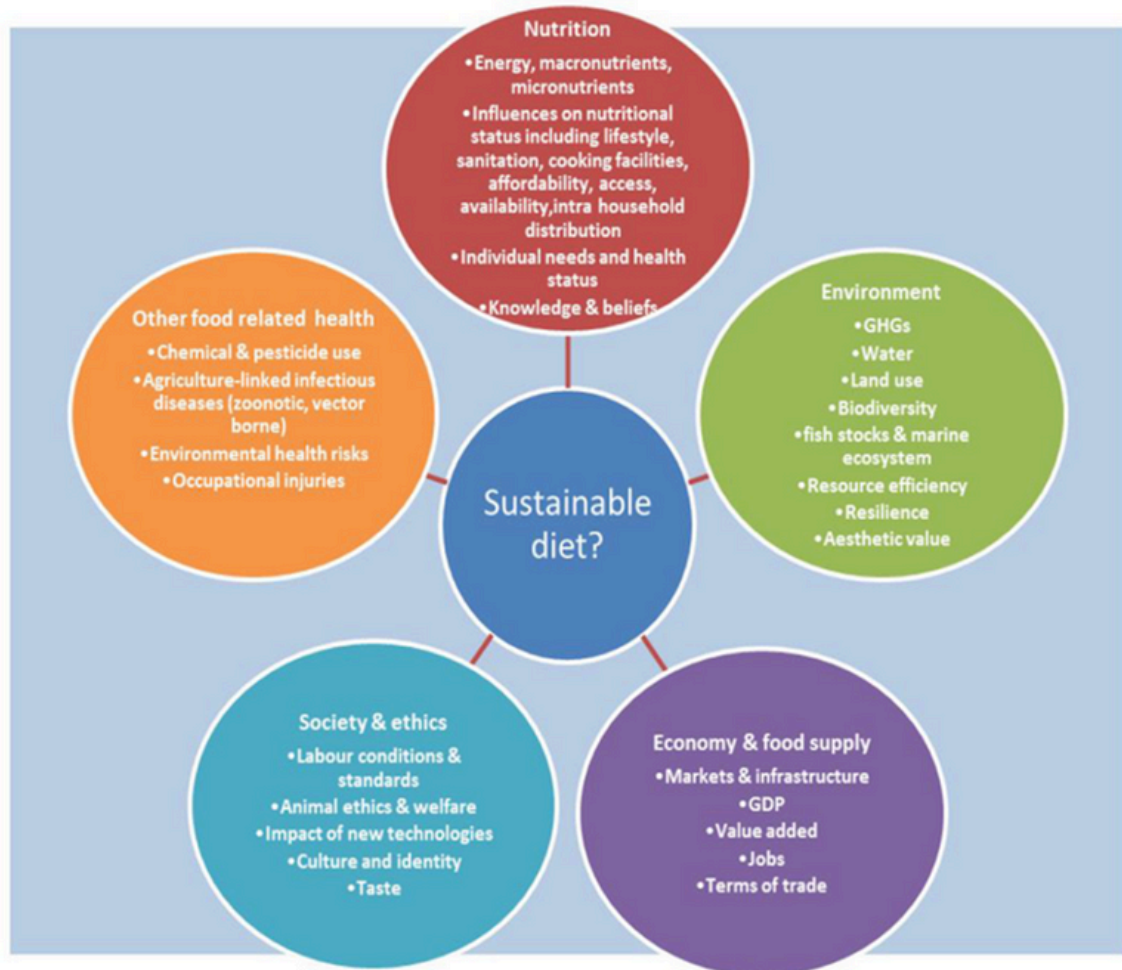 Nutrition
•Energy, macronutrients,
micronutrients
•Influences on nutritional
status including lifestyle,
sanitation, cooking facilities,
affordability, access,
availability,intra household
distribution
•Individual needs and health
status
•Knowledge & beliefs
Environment
•GHGs
•Water
•Land use
•Biodiversity
•fish stocks & marine
ecosystem
•Resource efficiency
•Resilience
•Aesthetic value
Economy & food supply
•Markets & infrastructure
•GDP
•Value added
•Jobs
•Terms of trade
Society & ethics
•Labour conditions &
standards
•Animal ethics & welfare
•Impact of new technologies
•Culture and identity
•Taste
Other food related health
•Chemical & pesticide use
•Agriculture-linked infectious
diseases (zoonotic, vector
borne)
•Environmental health risks
•Occupational injuries
Sustainable
diet?